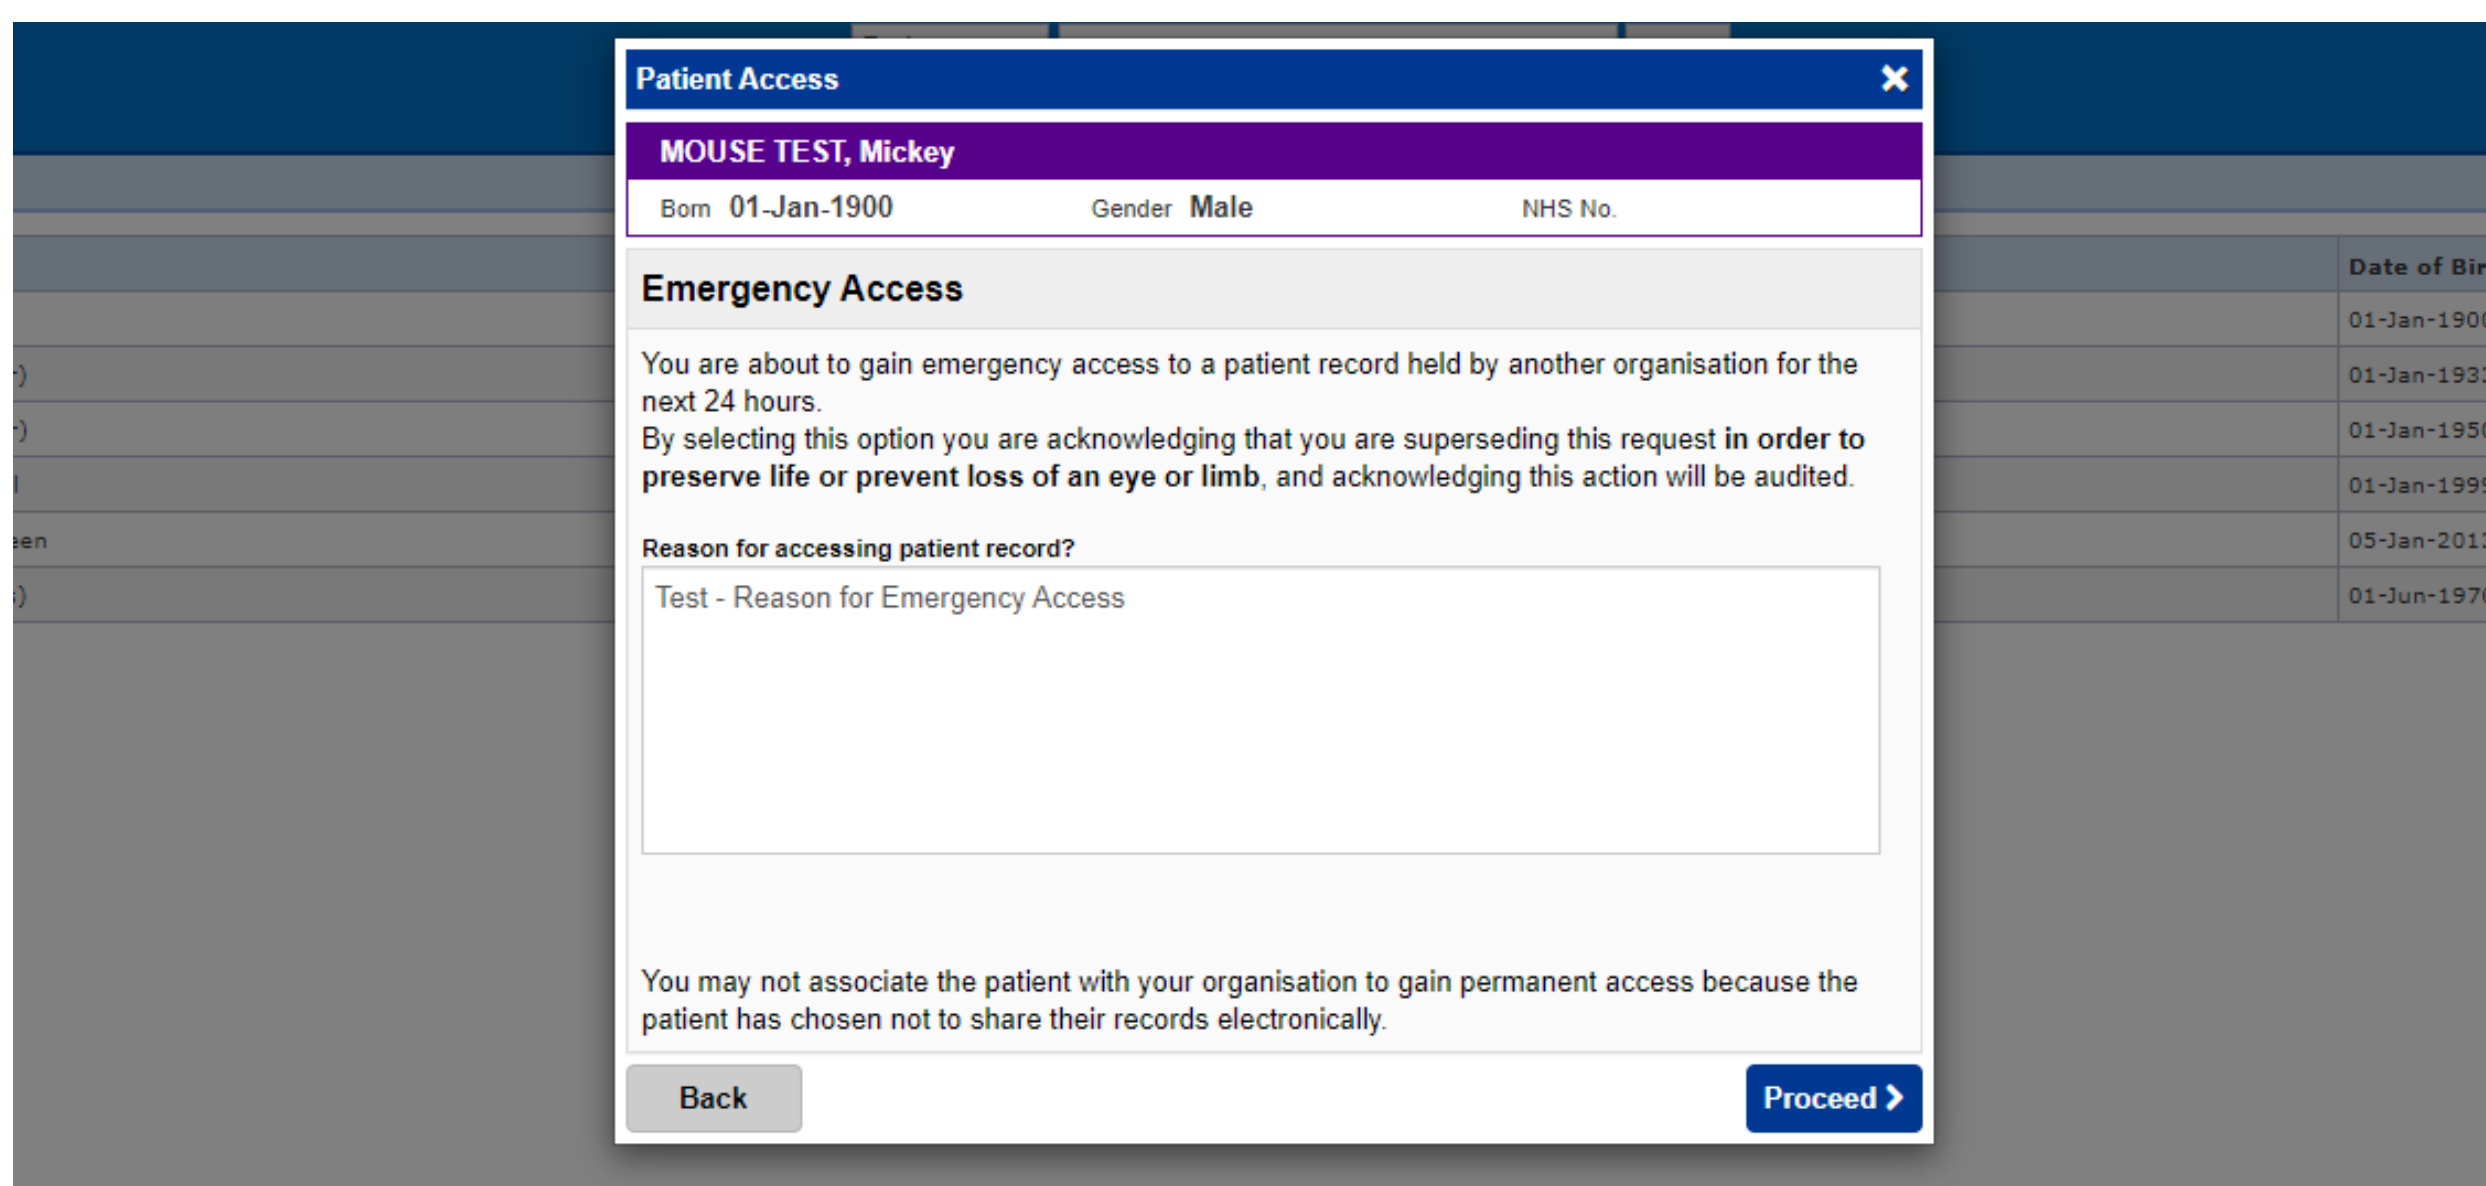 Patient Access
MOUSE TEST, Mickey
Born 01-Jan-1900 Gender Male NHS No.
Emergency Access
You are about to gain emergency access to a patient record held by another organisation for the
next 24 hours.
By selecting this option you are acknowledging that you are superseding this request in order to
preserve life or prevent loss of an eye or limb, and acknowledging this action will be audited.
Reason for accessing patient record?
Test - Reason for Emergency Access
You may not associate the patient with your organisation to gain permanent access because the
patient has chosen not to share their records electronically.
Back
Proceed
Date of Bir
01-Jan-1900
01-Jan-193
01-Jan-1950
01-Jan-1999
een
05-Jan-201
01-Jun-1970